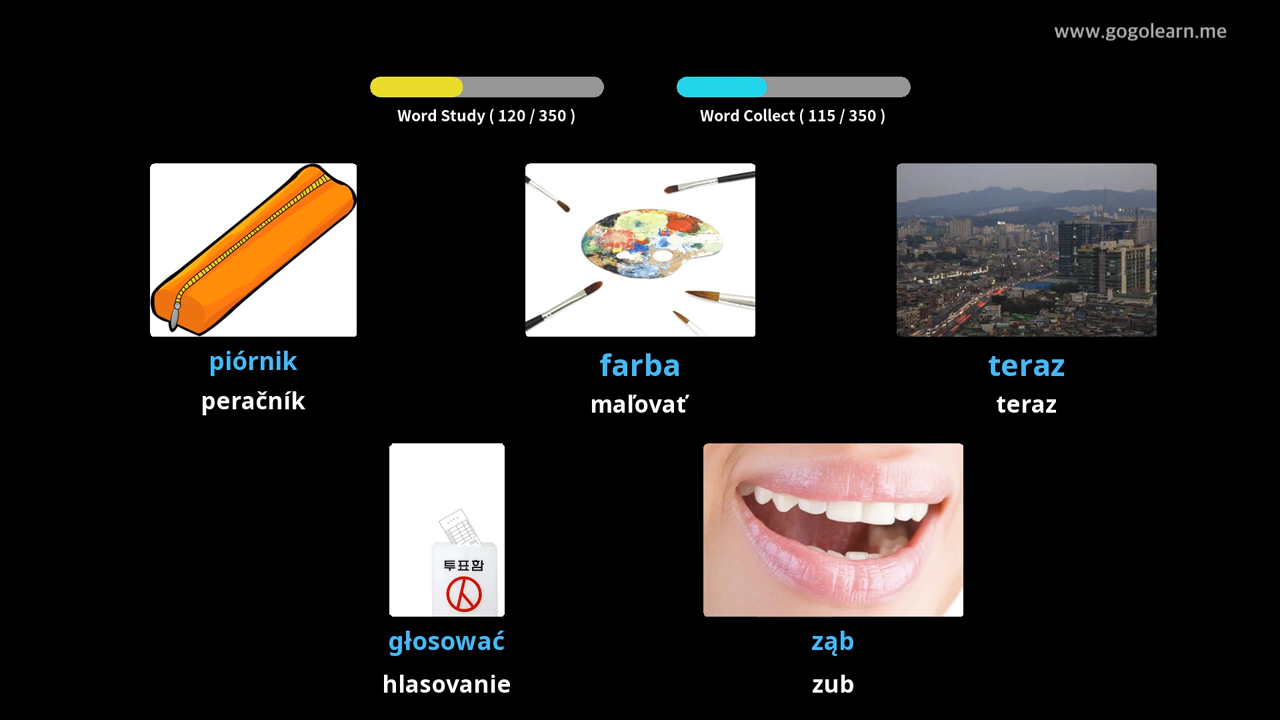 www.gogolearn.me
Word Study ( 120 / 350 )
Word Collect ( 115 / 350 )
piórnik
peračník
farba
maľovať
teraz
teraz
투표함
głosować
hlasovanie
ząb
zub